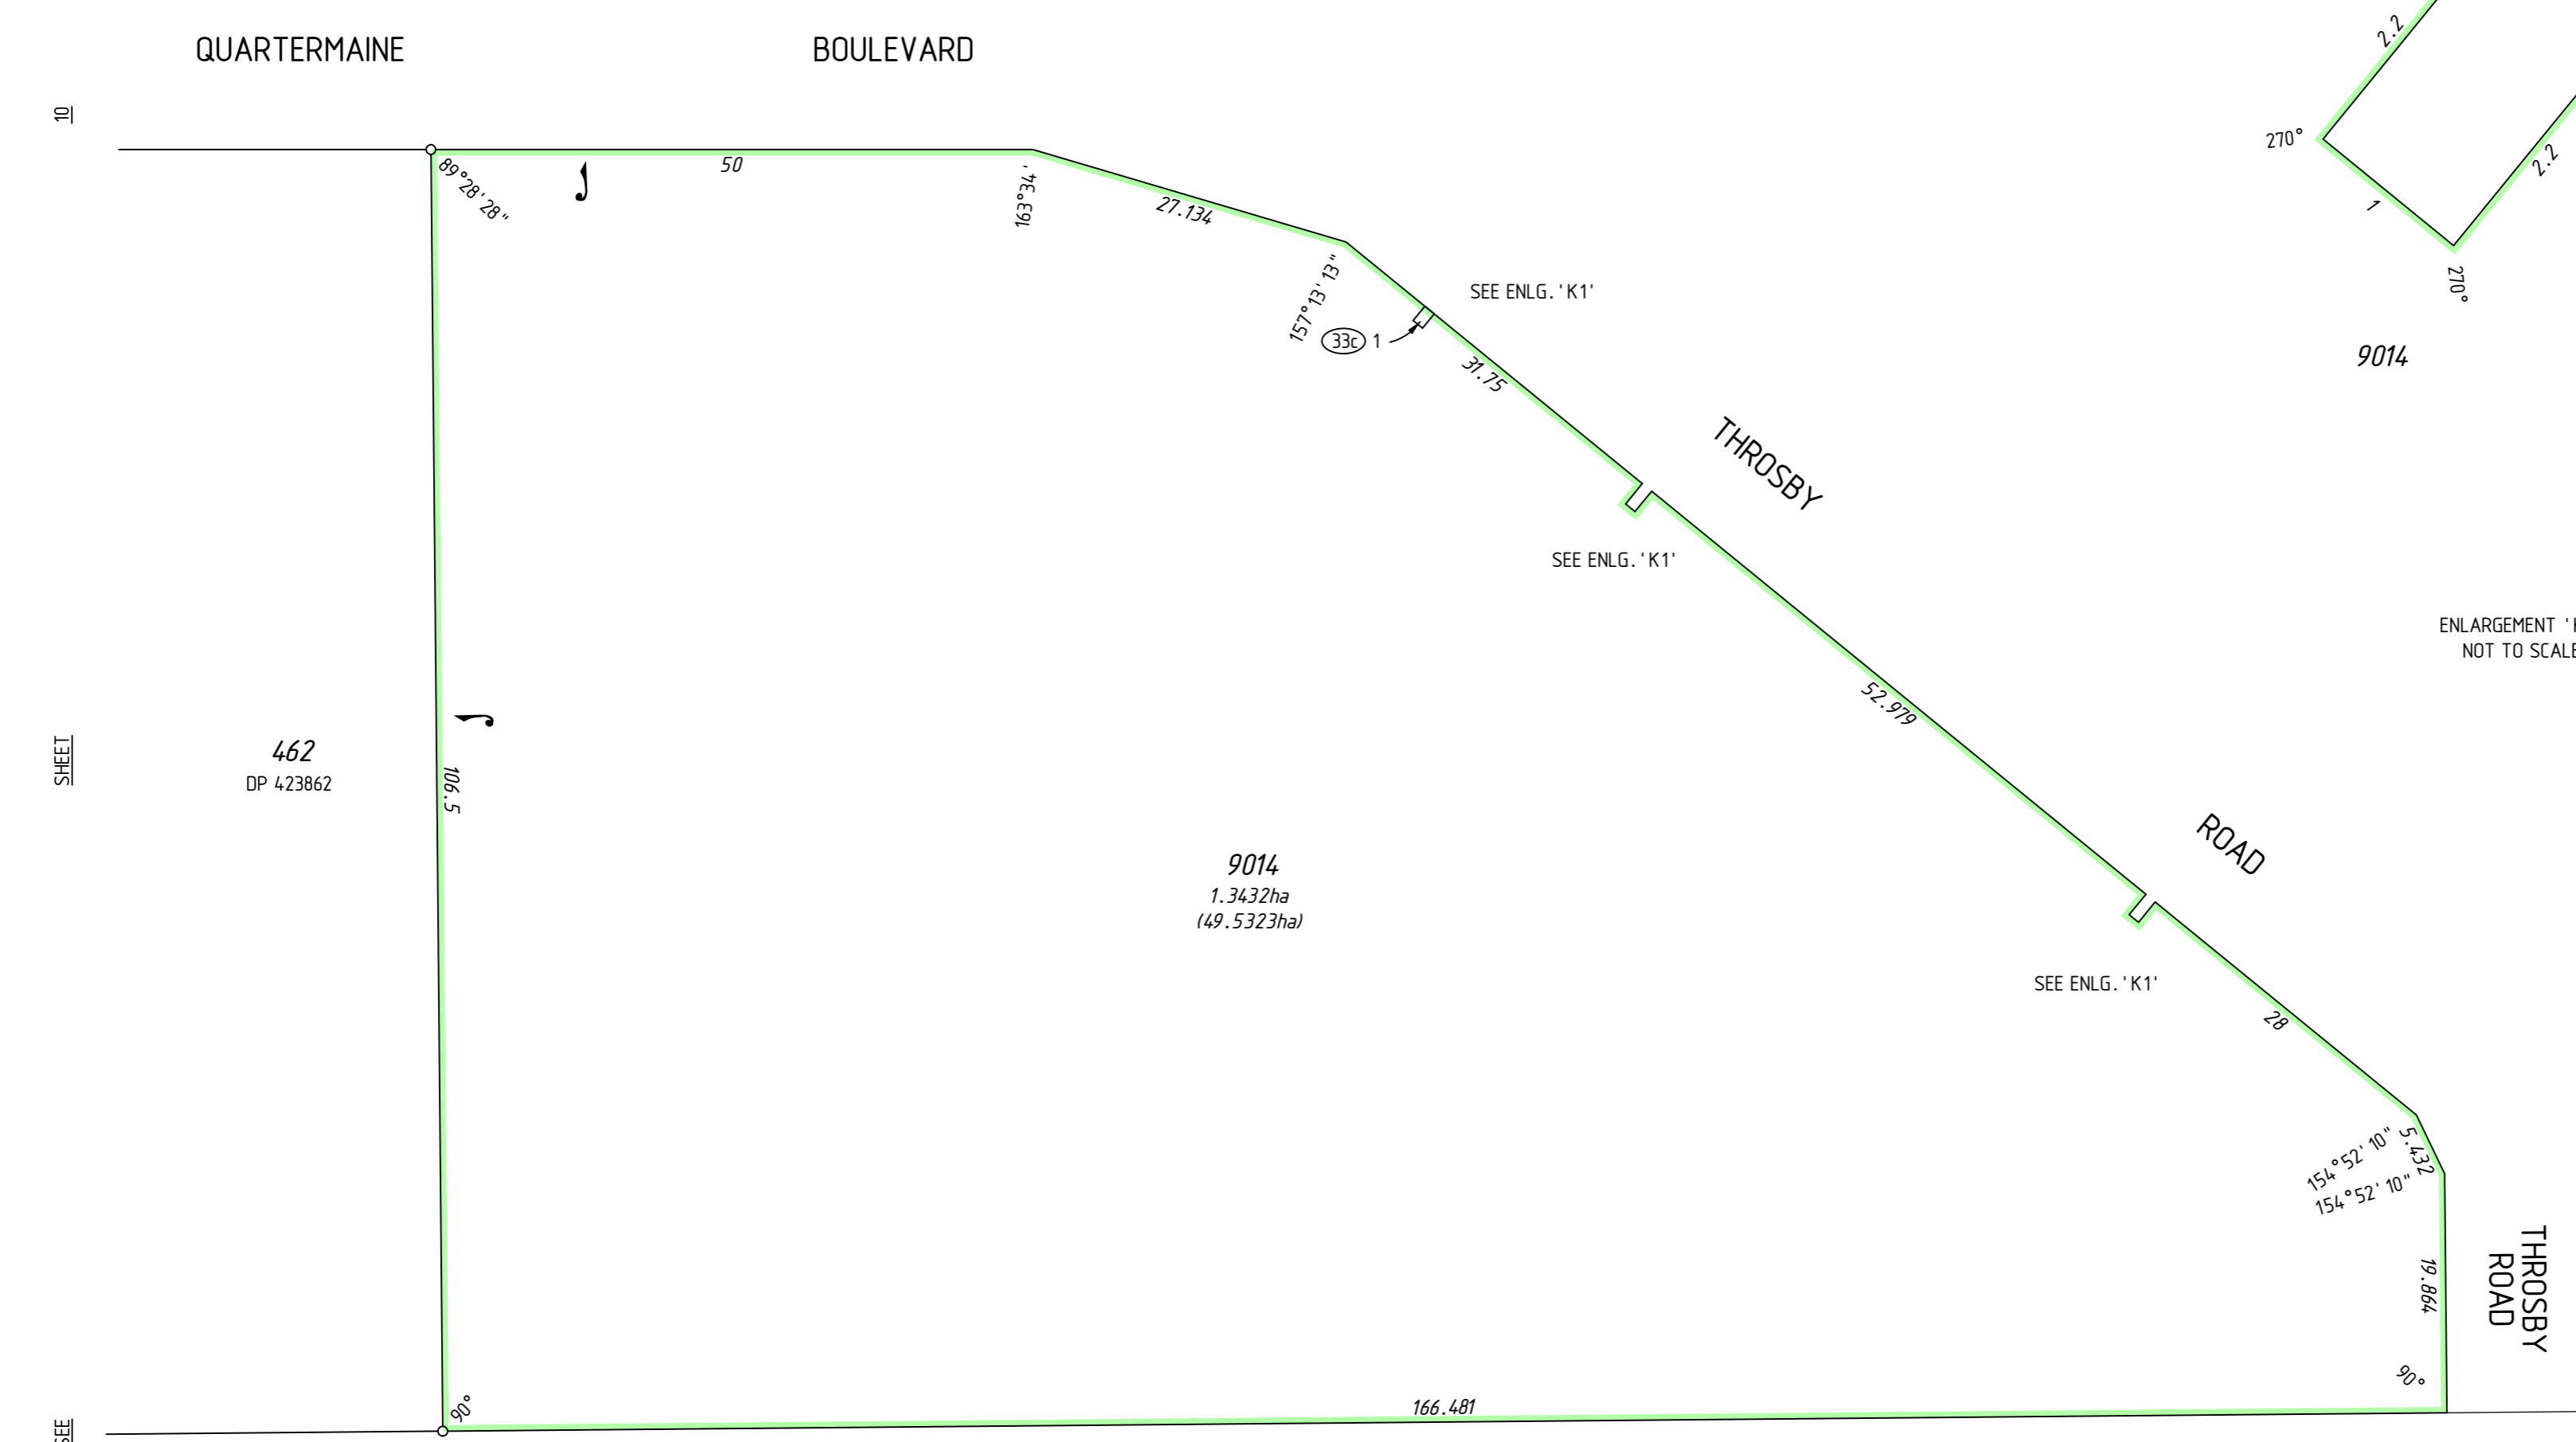 QUARTERMAINE BOULEVARD
10
2.2
270°
2.2
1
270°
89°28'28"
50
163°34'
27.134
157°13'13"
SEE ENLG.'K1'
33c 1
31.75
9014
THROSBY
SEE ENLG.'K1'
NOT TO SCALE
ENLARGEMENT
52.979
SHEET
462
DP 423862
106.5
9014
1.3432ha
(49.5323ha)
ROAD
SEE ENLG.'K1'
28
5.432
154°52'10"
154°52'10"
19.864
THROSBY
ROAD
90°
90°
166.481
SEE